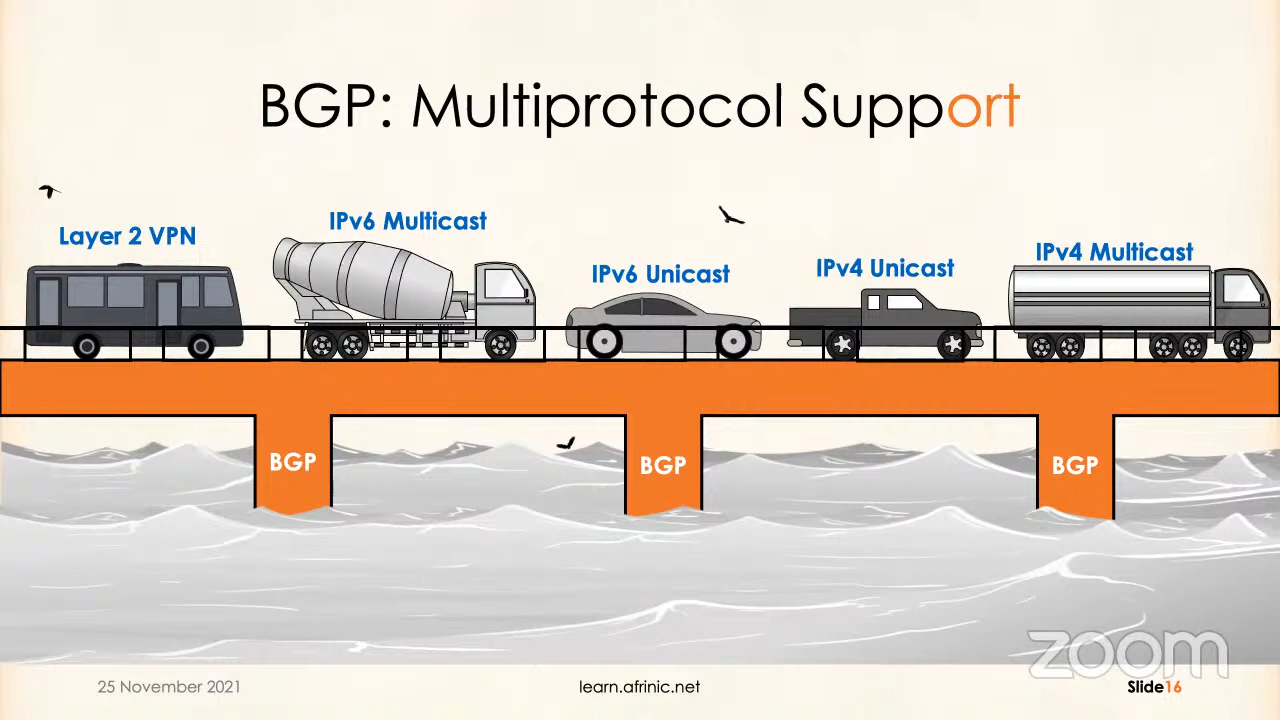 BGP: Multiprotocol Support
Layer 2 VPN
IPv6 Multicast
IPv6 Unicast
IPv4 Unicast
IPv4 Multicast
BGP
BGP
BGP
zoom
25 November 2021
learn.afrinic.net
Slide16